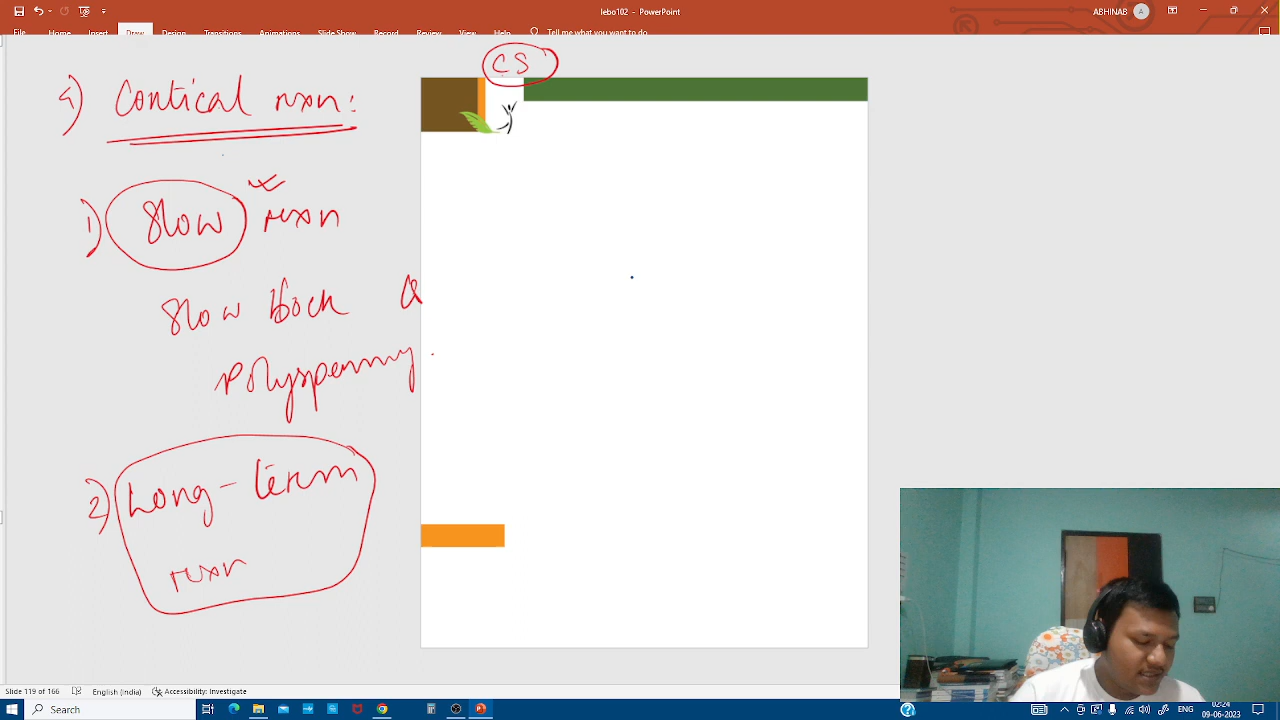 lebo102 - PowerPoint
ABHINAB A
File Home Insert Draw Design Transitions Animations Slide Show Record Review View Help Tell me what you want to do
CS
4) Cortical rxn:
1) Slow rxn
Slow block
Polyspermy.
2) Long-term
rxn
Slide 119 of 166 English (India) Accessibility: Investigate
Search
ENG
02:24
09-06-2023